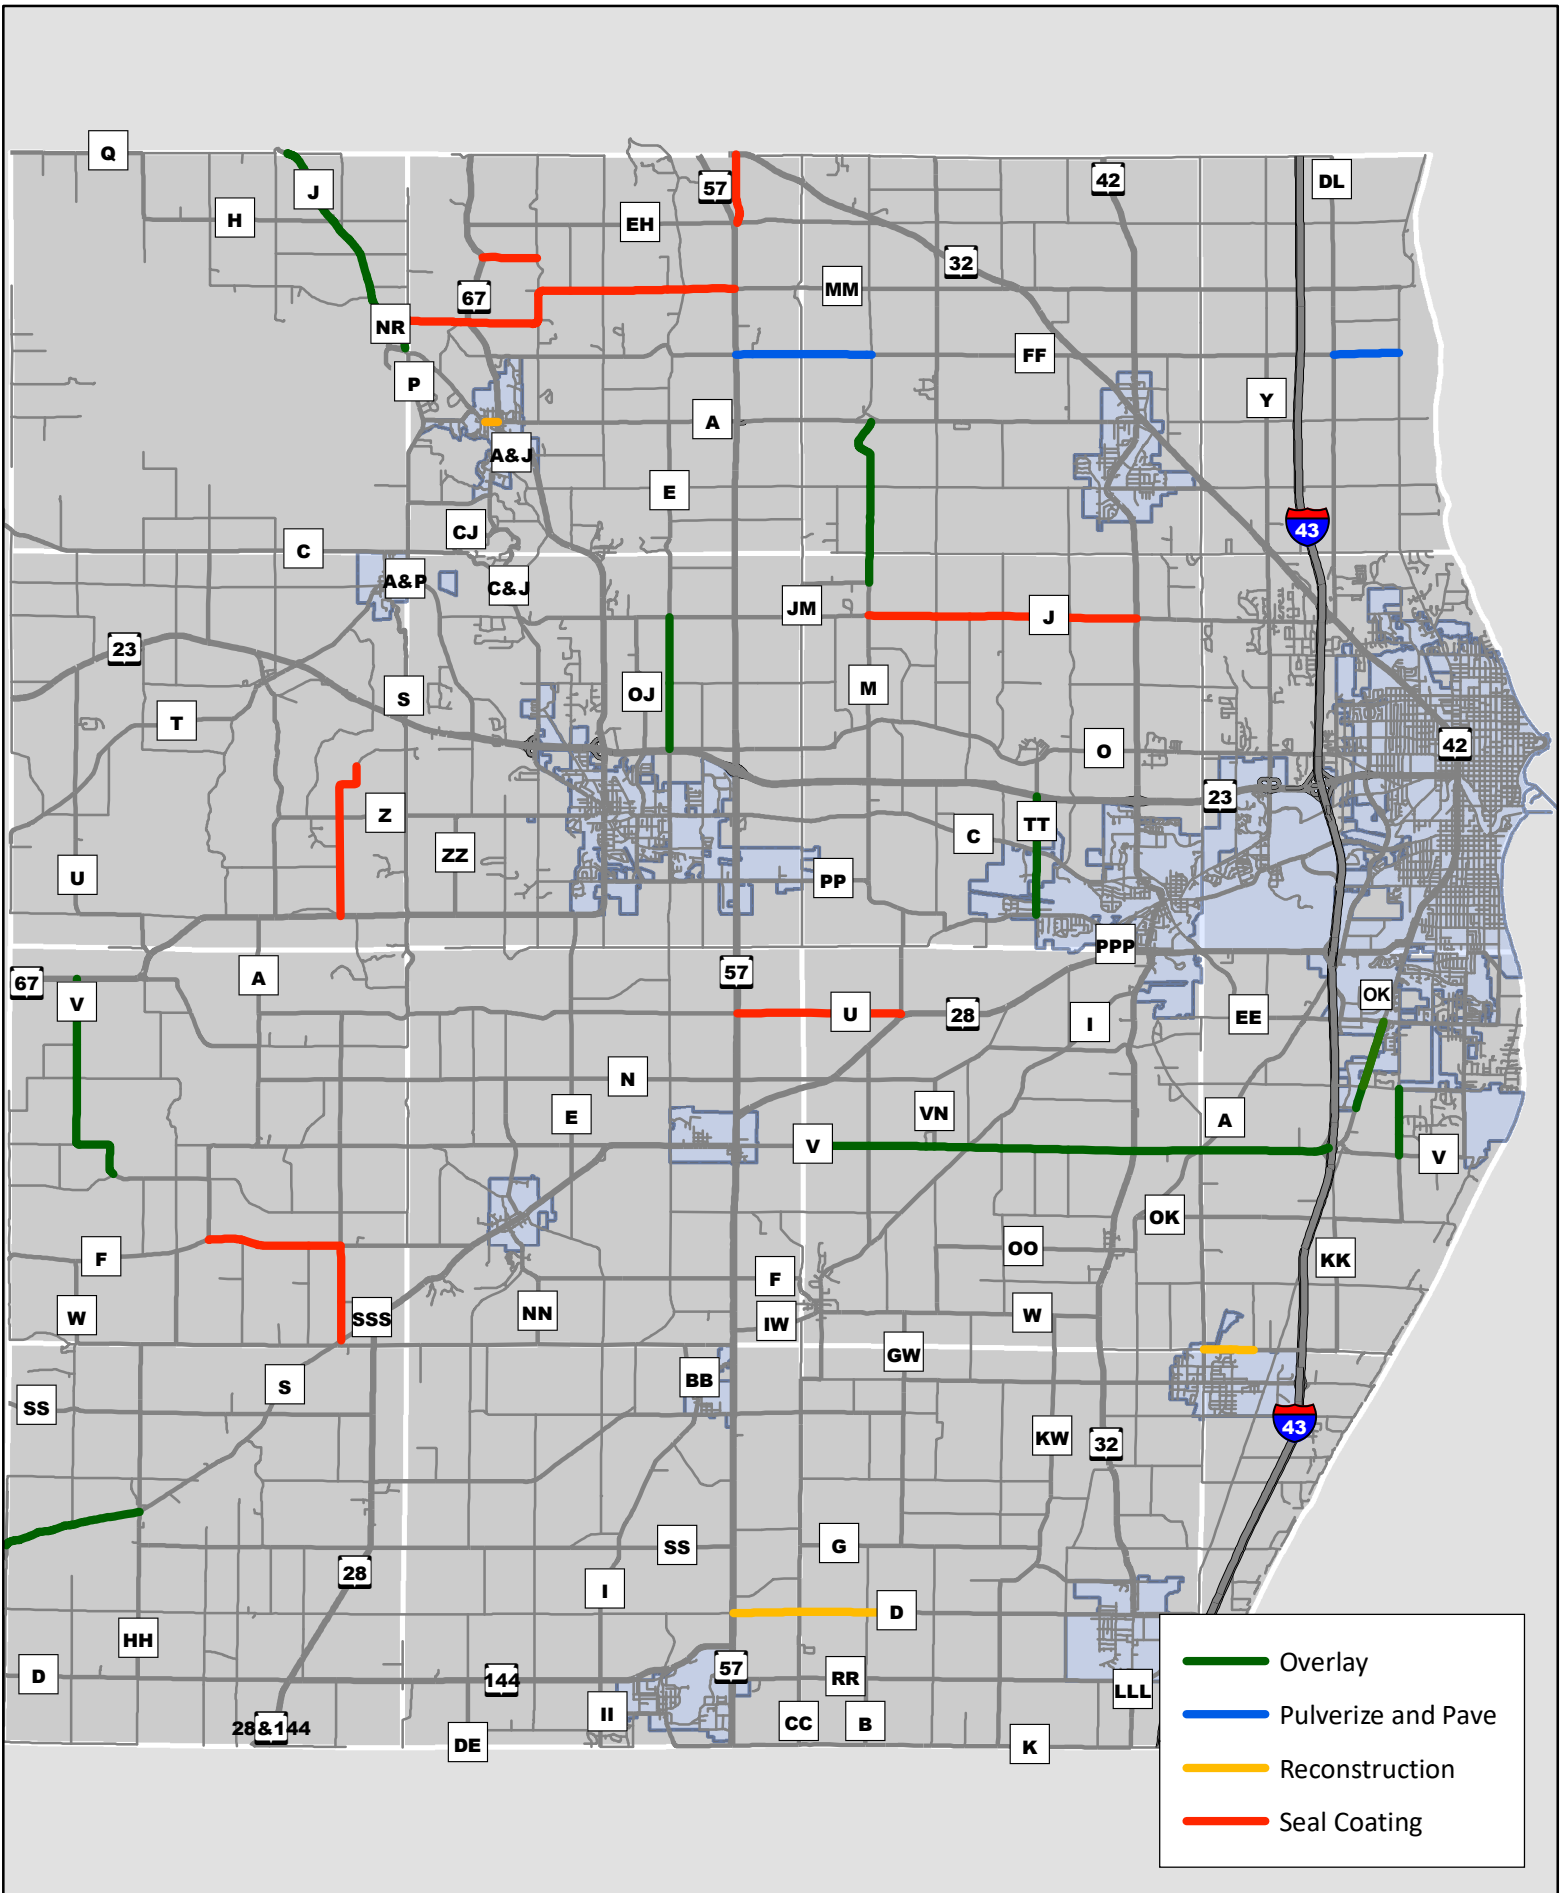 Q
J
57
42
DL
H
EH
32
67
MM
NR
FF
P
Y
A
A&J
E
43
CJ
C
A&P
C&J
JM
J
23
S
OJ
M
T
42
O
23
Z
TT
C
ZZ
U
PP
PPP
57
A
67
V
OK
U
28
EE
I
N
E
VN
A
V
V
OK
OO
F
KK
F
W
SSS
NN
IW
W
GW
BB
S
SS
43
KW
32
SS
G
28
I
D
HH
57
D
144
RR
LLL
II
CC
B
28&144
DE
K
Overlay
Pulverize and Pave
Reconstruction
Seal Coating